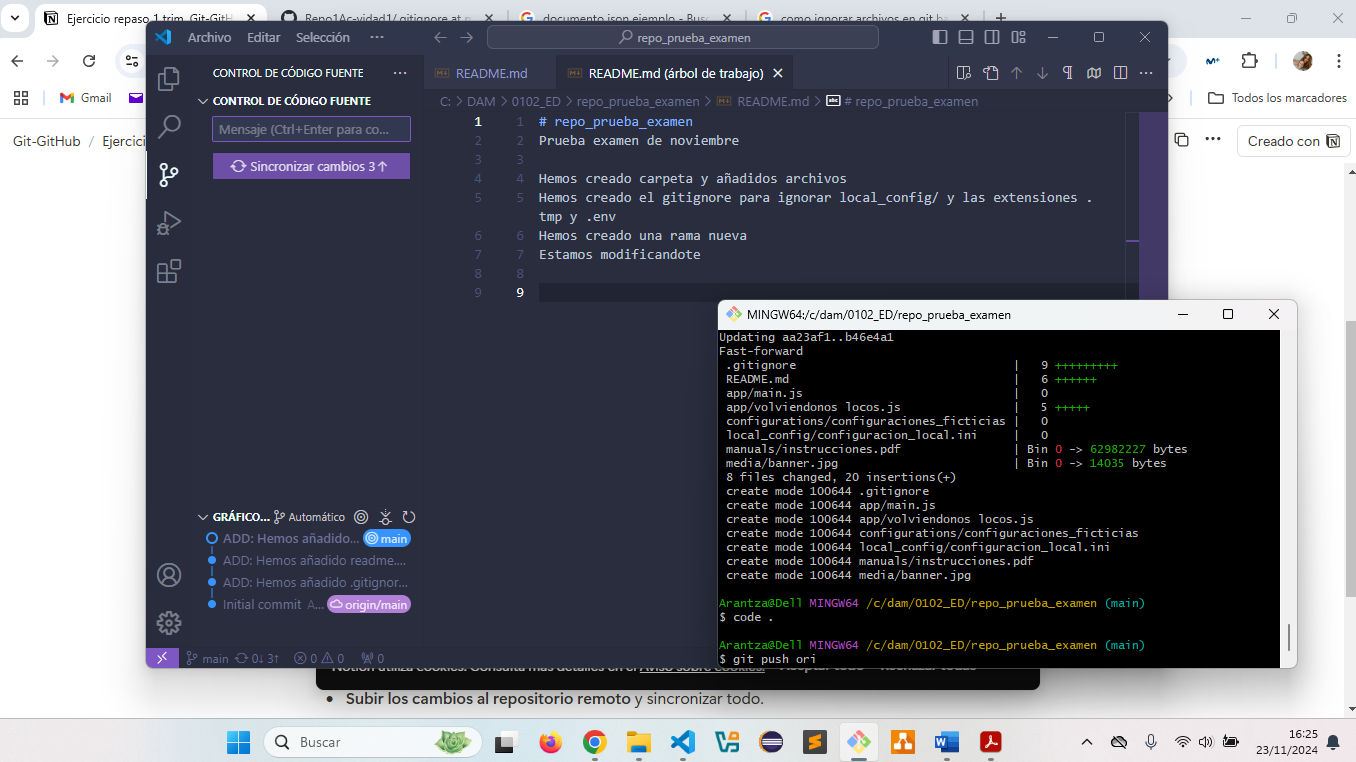 Ejercicio repaso 1 trim. Git-GitH
Repo1Ac-vidad1/.gitignore at m
documento json ejemplo - Busc
como ignorar archivos en git ba
Gmail
Todos los marcadores
Git-GitHub / Ejercici
Creado con
Archivo Editar Selección ···
repo_prueba_examen
CONTROL DE CÓDIGO FUENTE
CONTROL DE CÓDIGO FUENTE
Mensaje (Ctrl+Enter para co...
Sincronizar cambios 3↑
README.md
README.md (árbol de trabajo)
C: > DAM > 0102_ED > repo_prueba_examen > README.md > # repo_prueba_examen
1 1 # repo_prueba_examen
2 2 Prueba examen de noviembre
3 3
4 4 Hemos creado carpeta y añadidos archivos
5 5 Hemos creado el gitignore para ignorar local_config/ y las extensiones .
tmp y .env
6 6 Hemos creado una rama nueva
7 7 Estamos modificandote
8 8
9 9
GRÁFICO... Automático
ADD: Hemos añadido... main
ADD: Hemos añadido readme....
ADD: Hemos añadido .gitignor...
Initial commit A... origin/main
main 0↓ 3↑ 0 0 0
MINGW64:/c/dam/0102_ED/repo_prueba_examen
Updating aa23af1..b46e4a1
Fast-forward
.gitignore | 9 +++++++++
README.md | 6 ++++++
app/main.js | 0
app/volviendonos locos.js | 5 +++++
configurations/configuraciones_ficticias | 0
local_config/configuracion_local.ini | 0
manuals/instrucciones.pdf | Bin 0 -> 62982227 bytes
media/banner.jpg | Bin 0 -> 14035 bytes
8 files changed, 20 insertions(+)
create mode 100644 .gitignore
create mode 100644 app/main.js
create mode 100644 app/volviendonos locos.js
create mode 100644 configurations/configuraciones_ficticias
create mode 100644 local_config/configuracion_local.ini
create mode 100644 manuals/instrucciones.pdf
create mode 100644 media/banner.jpg
Arantza@Dell MINGW64 /c/dam/0102_ED/repo_prueba_examen (main)
$ code .
Arantza@Dell MINGW64 /c/dam/0102_ED/repo_prueba_examen (main)
$ git push ori
Notion utiliza cookies. Consulta más detalles en el Aviso sobre cookies.
• Subir los cambios al repositorio remoto y sincronizar todo.
Buscar
16:25
23/11/2024